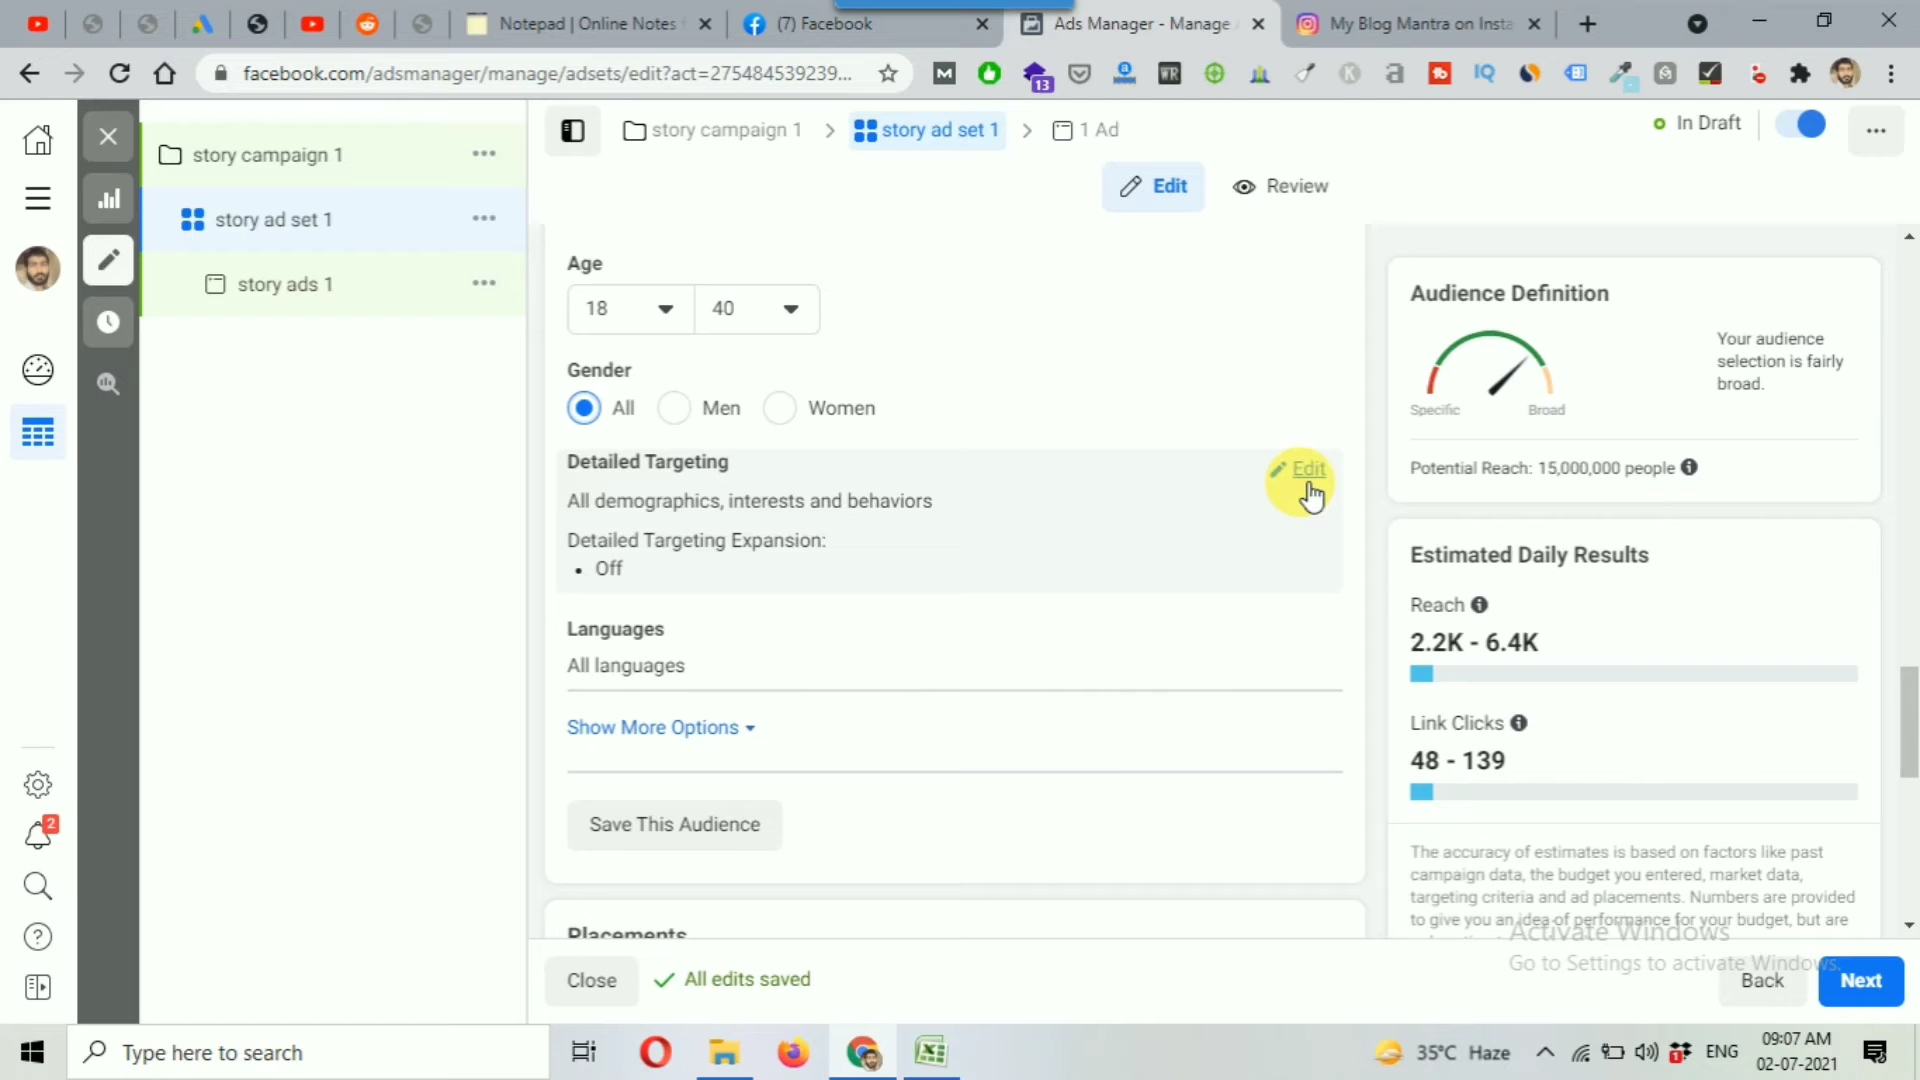 Notepad | Online Notes
(7) Facebook
Ads Manager - Manage
My Blog Mantra on Insta
facebook.com/adsmanager/manage/adsets/edit?act=275484539239...
13
story campaign 1
story ad set 1
story ads 1
story campaign 1
story ad set 1
1 Ad
In Draft
Edit
Review
Age
18
40
Gender
All
Men
Women
Detailed Targeting
Edit
All demographics, interests and behaviors
Detailed Targeting Expansion:
• Off
Languages
All languages
Show More Options
Save This Audience
Placements
Audience Definition
Your audience
selection is fairly
broad.
Specific
Broad
Potential Reach: 15,000,000 people
Estimated Daily Results
Reach
2.2K - 6.4K
Link Clicks
48 - 139
The accuracy of estimates is based on factors like past
campaign data, the budget you entered, market data,
targeting criteria and ad placements. Numbers are provided
to give you an idea of performance for your budget, but are
Activate Windows
Go to Settings to activate Windows.
Close
All edits saved
Back
Next
2
Type here to search
35°C Haze
1
ENG
09:07 AM
02-07-2021